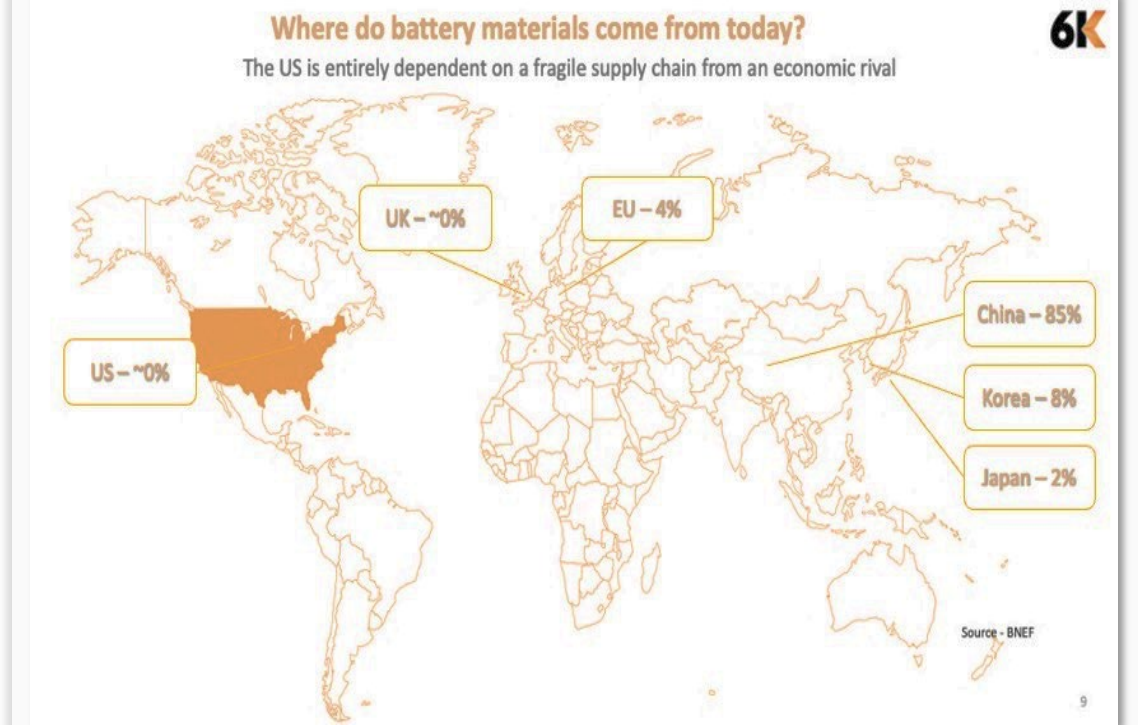 Where do battery materials come from today?
6K
The US is entirely dependent on a fragile supply chain from an economic rival
UK – ~0%
EU – 4%
China – 85%
US – ~0%
Korea – 8%
Japan – 2%
Source - BNEF
9